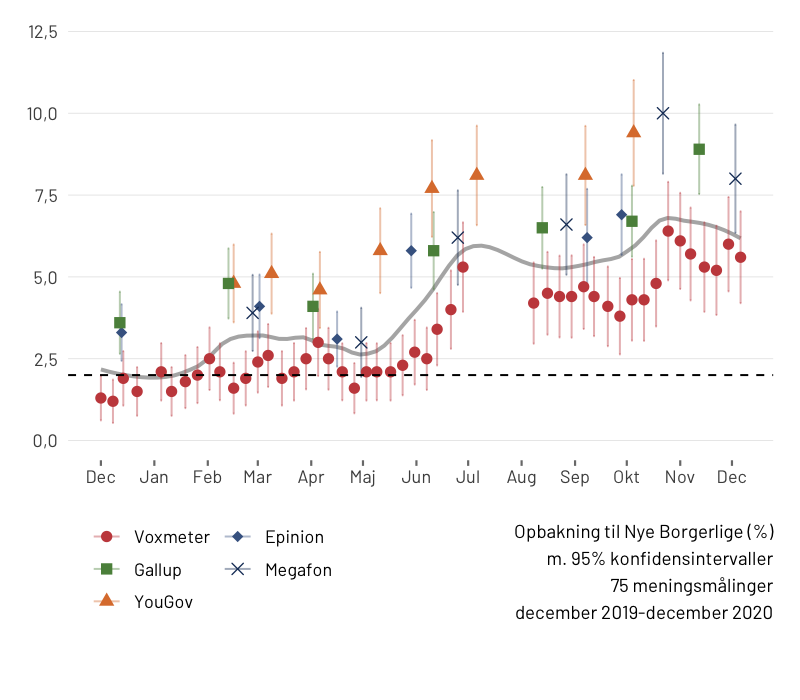 12,5
10,0
7,5
5,0
2,5
0,0
Dec Jan Feb Mar Apr Maj Jun Jul Aug Sep Okt Nov Dec
Voxmeter Epinion
Gallup Megafon
YouGov
Opbakning til Nye Borgerlige (%)
m. 95% konfidensintervaller
75 meningsmålinger
december 2019-december 2020